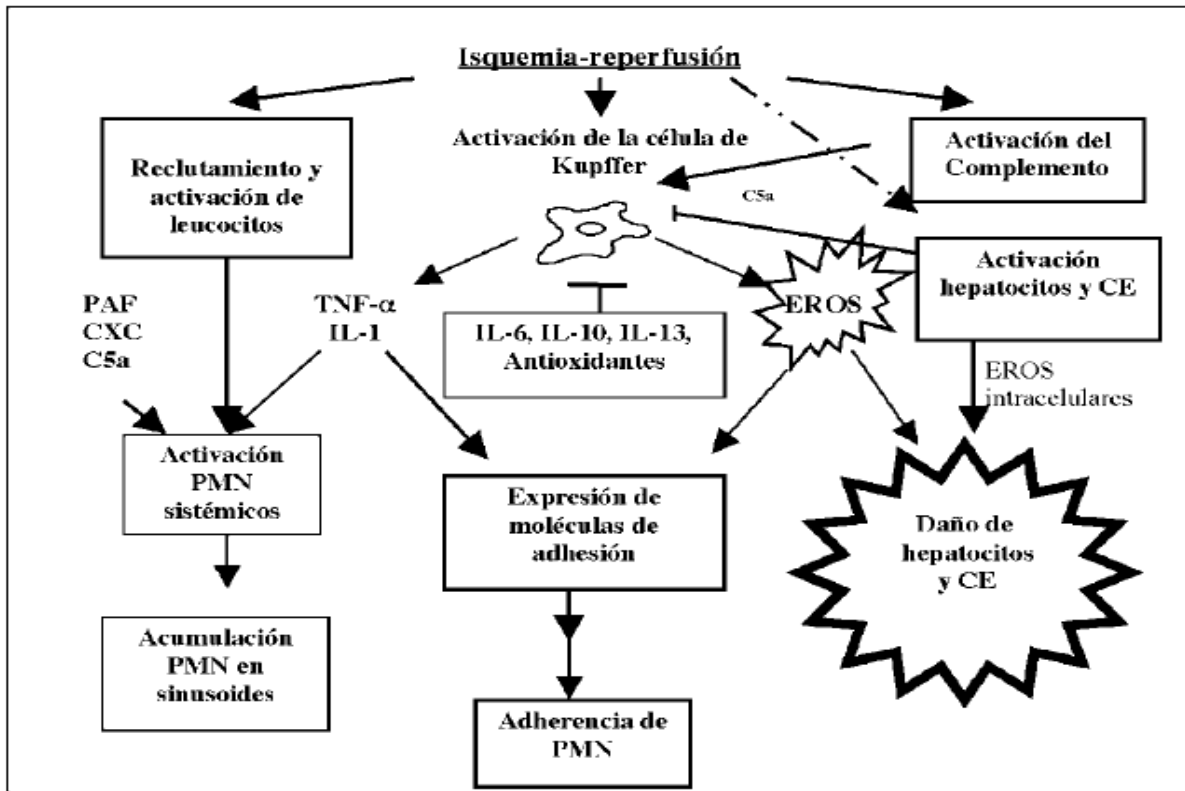 Isquemia-reperfusión
Reclutamiento y
activación de
leucocitos
Activación de la célula de
Kupffer
Activación del
Complemento
C5a
Activación
hepatocitos y CE
PAF
CXC
C5a
TNF-α
IL-1
IL-6, IL-10, IL-13,
Antioxidantes
EROS
EROS
intracelulares
Activación
PMN
sistémicos
Expresión de
moléculas de
adhesión
Daño de
hepatocitos
y CE
Acumulación
PMN en
sinusoides
Adherencia de
PMN